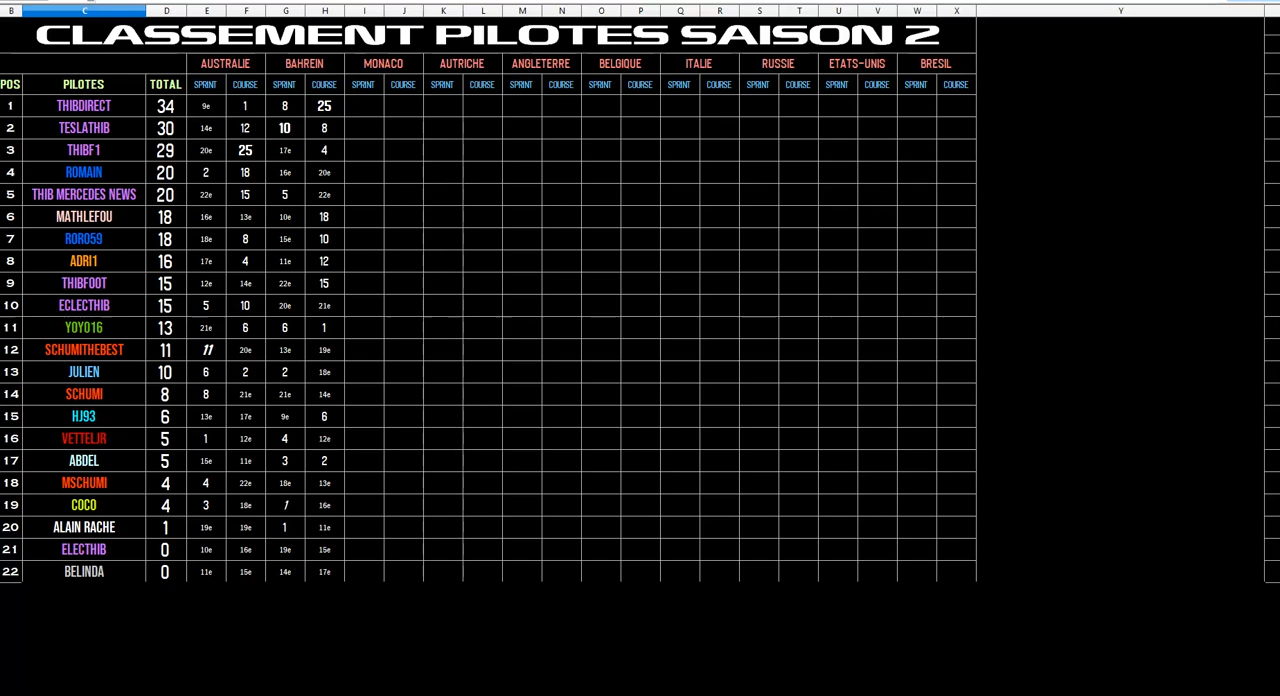 B C D E F G H I J K L M N O P Q R S T U V W X Y
CLASSEMENT PILOTES SAISON 2
AUSTRALIE BAHREIN MONACO AUTRICHE ANGLETERRE BELGIQUE ITALIE RUSSIE ETATS-UNIS BRESIL
POS PILOTES TOTAL SPRINT COURSE SPRINT COURSE SPRINT COURSE SPRINT COURSE SPRINT COURSE SPRINT COURSE SPRINT COURSE SPRINT COURSE SPRINT COURSE SPRINT COURSE
1 THIBDIRECT 34 9e 1 8 25
2 TESLATHIB 30 14e 12 10 8
3 THIBF1 29 20e 25 17e 4
4 ROMAIN 20 2 18 16e 20e
5 THIB MERCEDES NEWS 20 22e 15 5 22e
6 MATHLEFOU 18 16e 13e 10e 18
7 RORO59 18 18e 8 15e 10
8 ADRI1 16 17e 4 11e 12
9 THIBFOOT 15 12e 14e 22e 15
10 ECLECTHIB 15 5 10 20e 21e
11 YOYO16 13 21e 6 6 1
12 SCHUMITHEBEST 11 11 20e 13e 19e
13 JULIEN 10 6 2 2 18e
14 SCHUMI 8 8 21e 21e 14e
15 HJ93 6 13e 17e 9e 6
16 VETTELJR 5 1 12e 4 12e
17 ABDEL 5 15e 11e 3 2
18 MSCHUMI 4 4 22e 18e 13e
19 COCO 4 3 18e 1 16e
20 ALAIN RACHE 1 19e 19e 1 11e
21 ELECTHIB 0 10e 16e 19e 15e
22 BELINDA 0 11e 15e 14e 17e